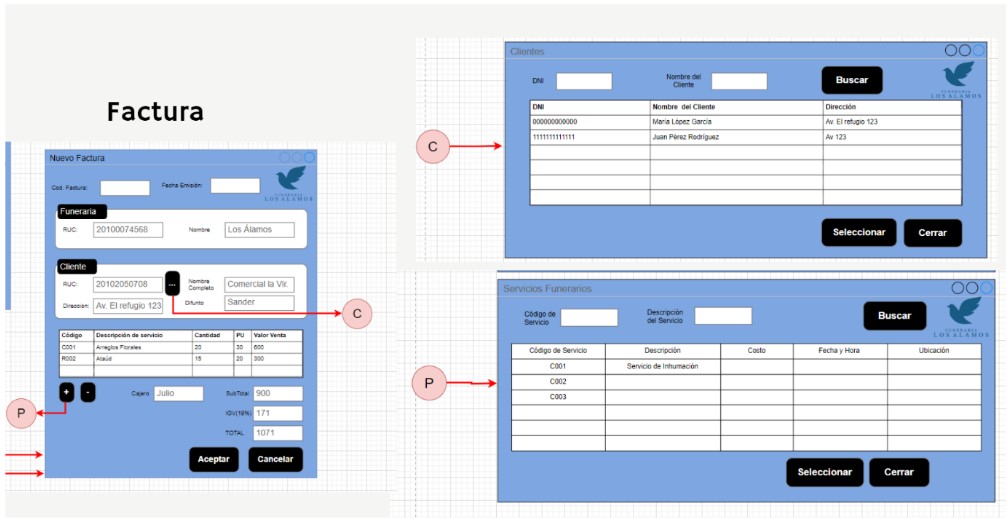 Factura
Nuevo Factura
Cod. Factura:
Fecha Emisión:
FUNERARIA
LOS ALAMOS
Funeraria
RUC: 20100074568 Nombre Los Álamos
Cliente
RUC: 20102050708 ... Nombre Completo Comercial la Vir.
Direccion: Av. El refugio 123 Difunto Sander
Código Descripción de servicio Cantidad PU Valor Venta
C001 Arreglos Florales 20 30 600
R002 Ataúd 15 20 300
+ - Cajero Julio SubTotal 900
IGV(19%) 171
TOTAL 1071
Aceptar Cancelar
P
C
C
Clientes
DNI Nombre del Cliente Buscar
FUNERARIA
LOS ALAMOS
DNI Nombre del Cliente Dirección
000000000000 María López García Av. El refugio 123
1111111111111 Juan Pérez Rodríguez Av 123
Seleccionar Cerrar
P
Servicios Funerarios
Código de Servicio Descripción del Servicio Buscar
FUNERARIA
LOS ALAMOS
Código de Servicio Descripción Costo Fecha y Hora Ubicación
C001 Servicio de Inhumación
C002
C003
Seleccionar Cerrar